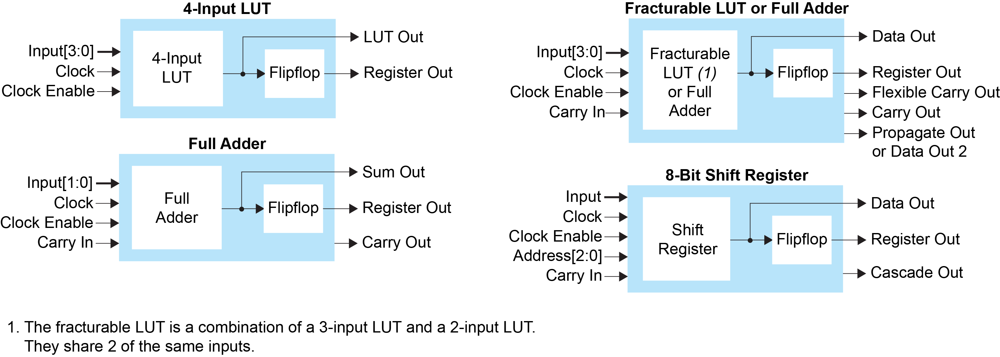 4-Input LUT
Input[3:0]
Clock
Clock Enable
4-Input
LUT
Flipflop
LUT Out
Register Out
Full Adder
Input[1:0]
Clock
Clock Enable
Carry In
Full
Adder
Flipflop
Sum Out
Register Out
Carry Out
Fracturable LUT or Full Adder
Input[3:0]
Clock
Clock Enable
Carry In
Fracturable
LUT (1)
or Full
Adder
Flipflop
Data Out
Register Out
Flexible Carry Out
Carry Out
Propagate Out
or Data Out 2
8-Bit Shift Register
Input
Clock
Clock Enable
Address[2:0]
Carry In
Shift
Register
Flipflop
Data Out
Register Out
Cascade Out
1. The fracturable LUT is a combination of a 3-input LUT and a 2-input LUT.
They share 2 of the same inputs.